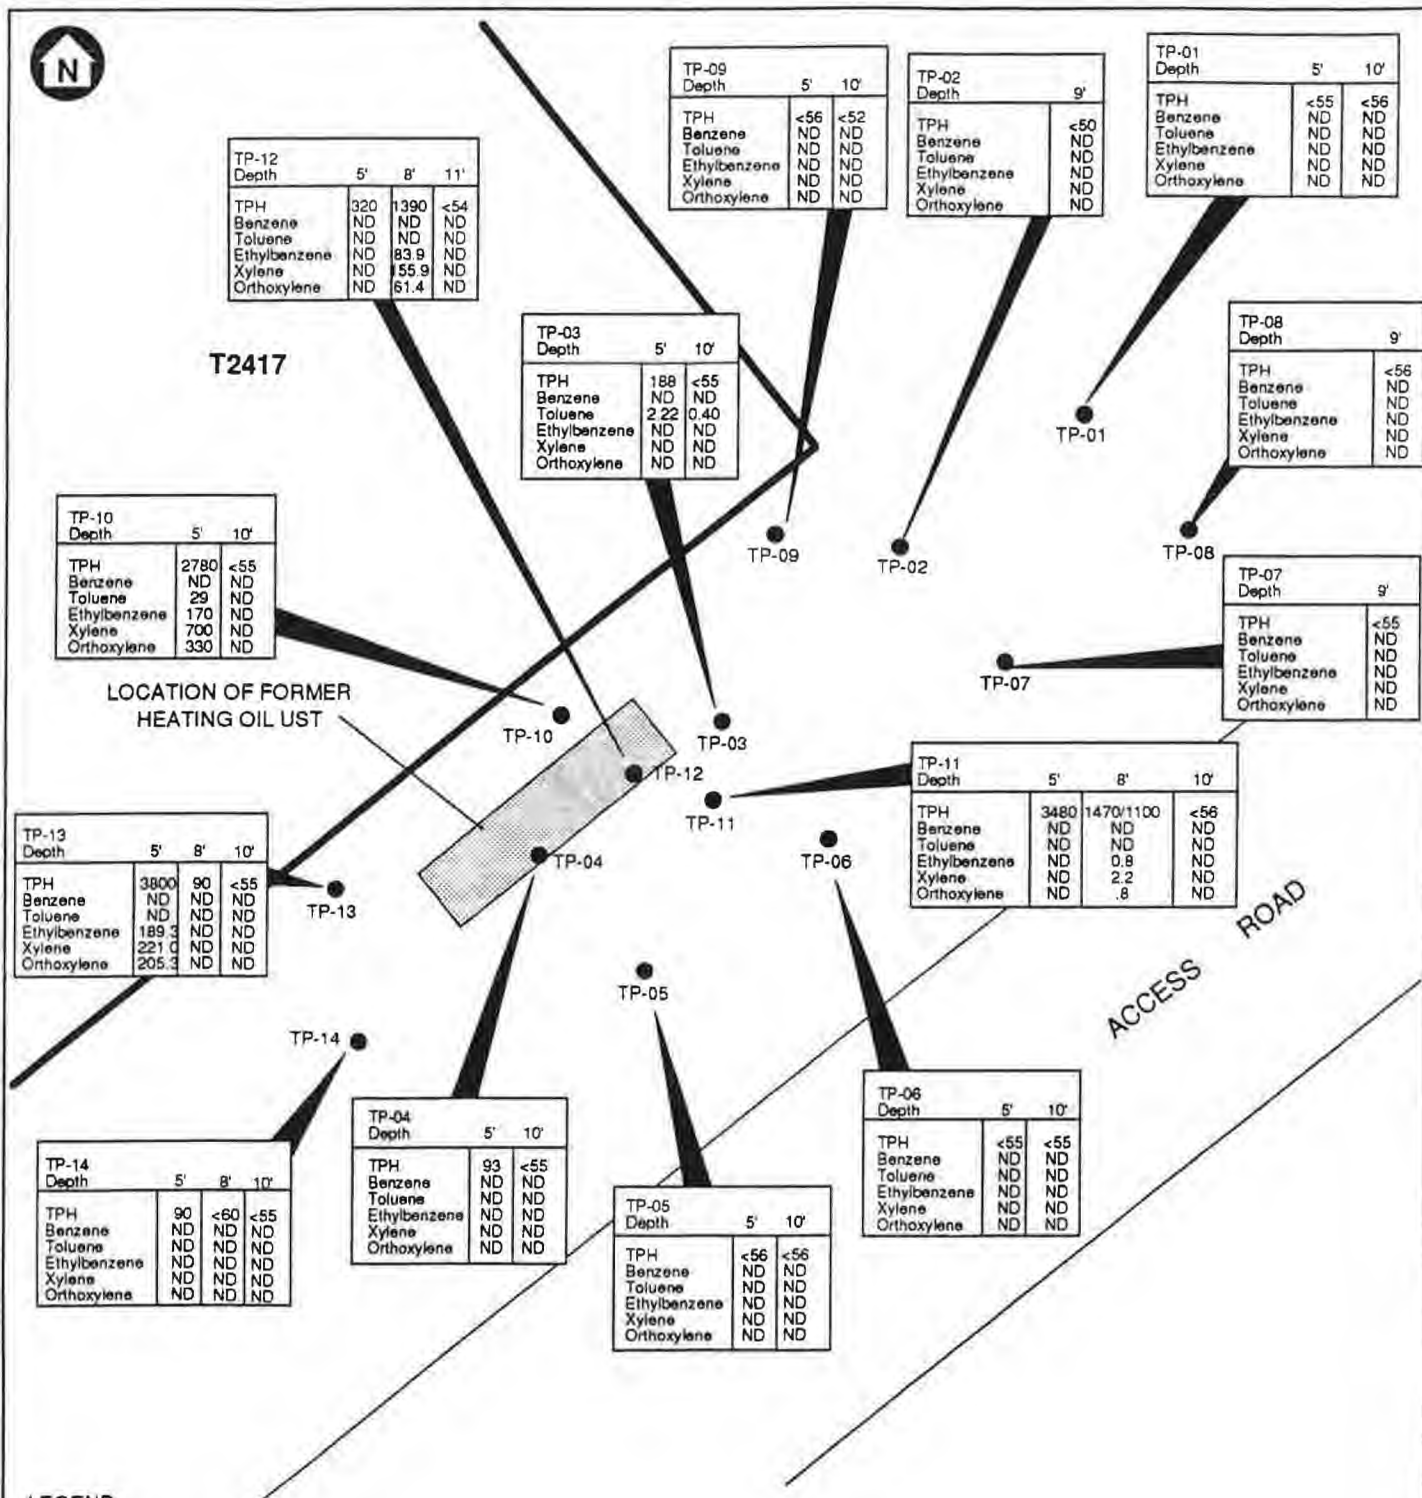 N
TP-09
Depth 5' 10'
TPH <56 <52
Benzene ND ND
Toluene ND ND
Ethylbenzene ND ND
Xylene ND ND
Orthoxylene ND ND
TP-02
Depth 9'
TPH <50
Benzene ND
Toluene ND
Ethylbenzene ND
Xylene ND
Orthoxylene ND
TP-01
Depth 5' 10'
TPH <55 <56
Benzene ND ND
Toluene ND ND
Ethylbenzene ND ND
Xylene ND ND
Orthoxylene ND ND
TP-12
Depth 5' 8' 11'
TPH 320 1390 <54
Benzene ND ND ND
Toluene ND ND ND
Ethylbenzene ND 83.9 ND
Xylene ND 155.9 ND
Orthoxylene ND 61.4 ND
T2417
TP-03
Depth 5' 10'
TPH 188 <55
Benzene ND ND
Toluene 2.22 0.40
Ethylbenzene ND ND
Xylene ND ND
Orthoxylene ND ND
TP-08
Depth 9'
TPH <56
Benzene ND
Toluene ND
Ethylbenzene ND
Xylene ND
Orthoxylene ND
TP-01
TP-09
TP-02
TP-08
TP-10
Depth 5' 10'
TPH 2780 <55
Benzene ND ND
Toluene 29 ND
Ethylbenzene 170 ND
Xylene 700 ND
Orthoxylene 330 ND
TP-07
Depth 9'
TPH <55
Benzene ND
Toluene ND
Ethylbenzene ND
Xylene ND
Orthoxylene ND
TP-07
LOCATION OF FORMER
HEATING OIL UST
TP-10
TP-03
TP-12
TP-11
TP-11
Depth 5' 8' 10'
TPH 3480 1470/1100 <56
Benzene ND ND ND
Toluene ND ND ND
Ethylbenzene ND 0.8 ND
Xylene ND 2.2 ND
Orthoxylene ND .8 ND
TP-06
TP-04
TP-13
Depth 5' 8' 10'
TPH 3800 90 <55
Benzene ND ND ND
Toluene ND ND ND
Ethylbenzene 189.3 ND ND
Xylene 221.0 ND ND
Orthoxylene 205.3 ND ND
TP-13
TP-05
ACCESS ROAD
TP-14
TP-04
Depth 5' 10'
TPH 93 <55
Benzene ND ND
Toluene ND ND
Ethylbenzene ND ND
Xylene ND ND
Orthoxylene ND ND
TP-06
Depth 5' 10'
TPH <55 <55
Benzene ND ND
Toluene ND ND
Ethylbenzene ND ND
Xylene ND ND
Orthoxylene ND ND
TP-14
Depth 5' 8' 10'
TPH 90 <60 <55
Benzene ND ND ND
Toluene ND ND ND
Ethylbenzene ND ND ND
Xylene ND ND ND
Orthoxylene ND ND ND
TP-05
Depth 5' 10'
TPH <56 <56
Benzene ND ND
Toluene ND ND
Ethylbenzene ND ND
Xylene ND ND
Orthoxylene ND ND
LEGEND